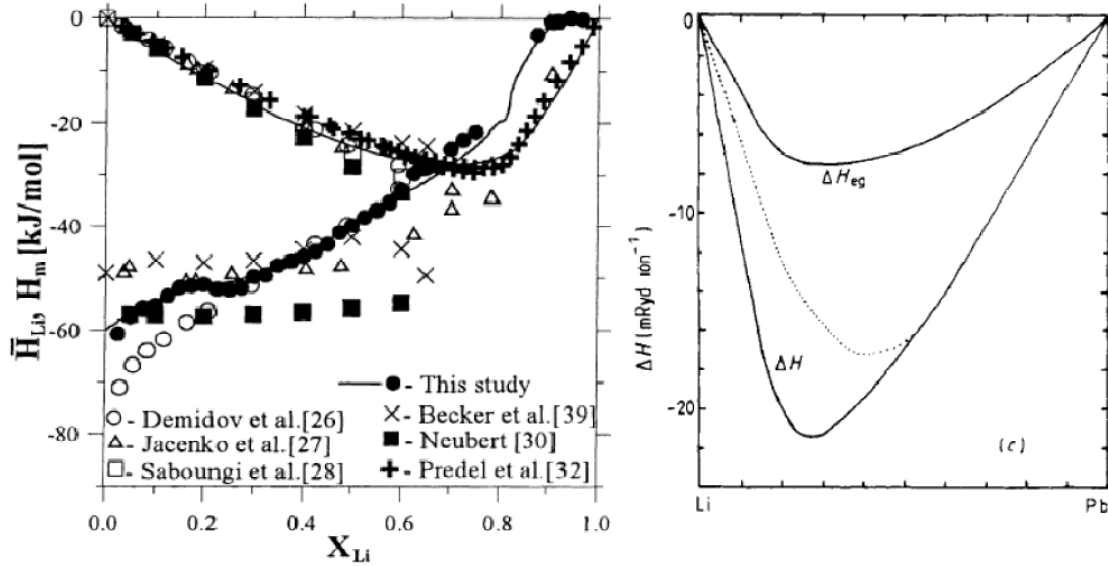 0
-20
-40
-60
-80
H̄Li, Hm [kJ/mol]
● - This study
○ - Demidov et al.[26]
△ - Jacenko et al.[27]
□ - Saboungi et al.[28]
× - Becker et al.[39]
■ - Neubert [30]
+ - Predel et al.[32]
0.0 0.2 0.4 0.6 0.8 1.0
XLi
0
-10
-20
ΔH (mRyd ion⁻¹)
ΔHeg
ΔH
(c)
Li Pb